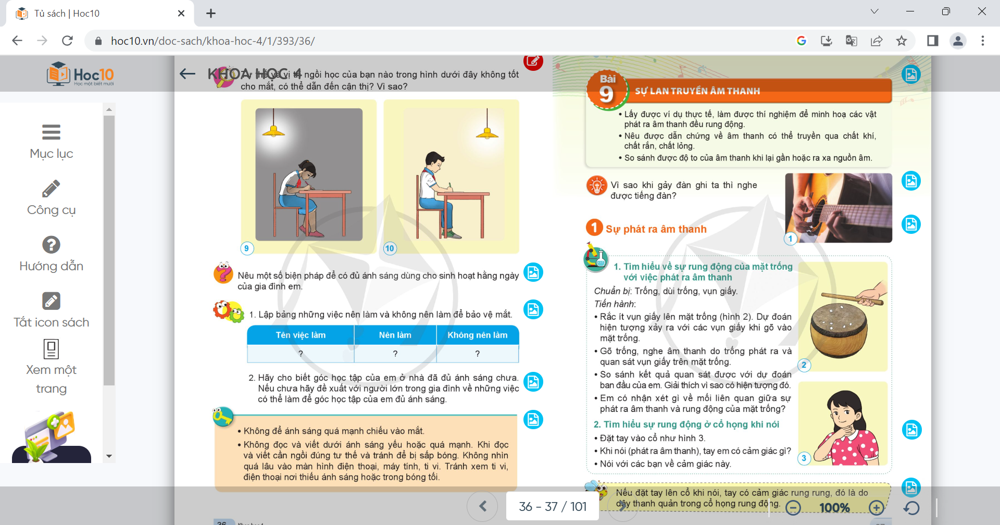 Tủ sách | Hoc10
hoc10.vn/doc-sach/khoa-hoc-4/1/393/36/
Hoc10
Học một biết mười
Mục lục
Công cụ
Hướng dẫn
Tắt icon sách
Xem một
trang
KHOA HỌC 4
Tư thế và vị trí ngồi học của bạn nào trong hình dưới đây không tốt
cho mắt, có thể dẫn đến cận thị? Vì sao?
9
10
Nêu một số biện pháp để có đủ ánh sáng dùng cho sinh hoạt hằng ngày
của gia đình em.
1. Lập bảng những việc nên làm và không nên làm để bảo vệ mắt.
Tên việc làm Nên làm Không nên làm
? ? ?
2. Hãy cho biết góc học tập của em ở nhà đã đủ ánh sáng chưa.
Nếu chưa hãy đề xuất với người lớn trong gia đình về những việc
có thể làm để góc học tập của em đủ ánh sáng.
• Không để ánh sáng quá mạnh chiếu vào mắt.
• Không đọc và viết dưới ánh sáng yếu hoặc quá mạnh. Khi đọc
và viết cần ngồi đúng tư thế và tránh để bị sấp bóng. Không nhìn
quá lâu vào màn hình điện thoại, máy tính, ti vi. Tránh xem ti vi,
điện thoại nơi thiếu ánh sáng hoặc trong bóng tối.
Bài
9
SỰ LAN TRUYỀN ÂM THANH
• Lấy được ví dụ thực tế, làm được thí nghiệm để minh hoạ các vật
phát ra âm thanh đều rung động.
• Nêu được dẫn chứng về âm thanh có thể truyền qua chất khí,
chất rắn, chất lỏng.
• So sánh được độ to của âm thanh khi lại gần hoặc ra xa nguồn âm.
Vì sao khi gảy đàn ghi ta thì nghe
được tiếng đàn?
1
1 Sự phát ra âm thanh
1. Tìm hiểu về sự rung động của mặt trống
với việc phát ra âm thanh
Chuẩn bị: Trống, dùi trống, vụn giấy.
Tiến hành:
• Rắc ít vụn giấy lên mặt trống (hình 2). Dự đoán
hiện tượng xảy ra với các vụn giấy khi gõ vào
mặt trống.
• Gõ trống, nghe âm thanh do trống phát ra và
quan sát vụn giấy trên mặt trống.
• So sánh kết quả quan sát được với dự đoán
ban đầu của em. Giải thích vì sao có hiện tượng đó.
• Em có nhận xét gì về mối liên quan giữa sự
phát ra âm thanh và rung động của mặt trống?
2
2. Tìm hiểu sự rung động ở cổ họng khi nói
• Đặt tay vào cổ như hình 3.
• Khi nói (phát ra âm thanh), tay em có cảm giác gì?
• Nói với các bạn về cảm giác này.
3
Nếu đặt tay lên cổ khi nói, tay có cảm giác rung rung, đó là do
dây thanh quản trong cổ họng rung động.
36 - 37 / 101
100%